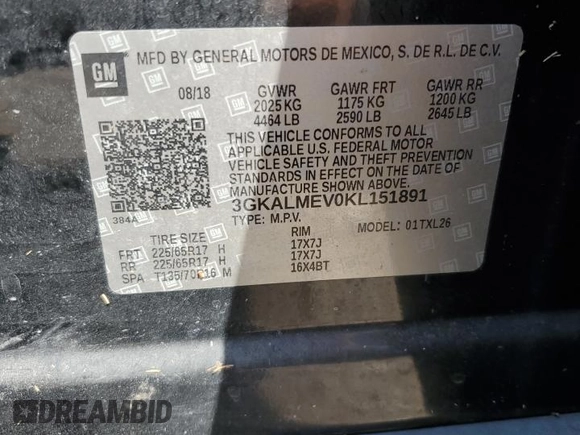 GM
MFD BY GENERAL MOTORS DE MEXICO, S. DE R.L. DE C.V.
08/18 GVWR GAWR FRT GAWR RR
2025 KG 1175 KG 1200 KG
4464 LB 2590 LB 2645 LB
THIS VEHICLE CONFORMS TO ALL
APPLICABLE U.S. FEDERAL MOTOR
VEHICLE SAFETY AND THEFT PREVENTION
STANDARDS IN EFFECT ON THE DATE OF
MANUFACTURE SHOWN ABOVE.
384A 3GKALMEV0KL151891
TYPE: M.P.V. MODEL: 01TXL26
TIRE SIZE RIM
FRT 225/65R17 H 17X7J
RR 225/65R17 H 17X7J
SPA T135/70R16 M 16X4BT
DREAMBID